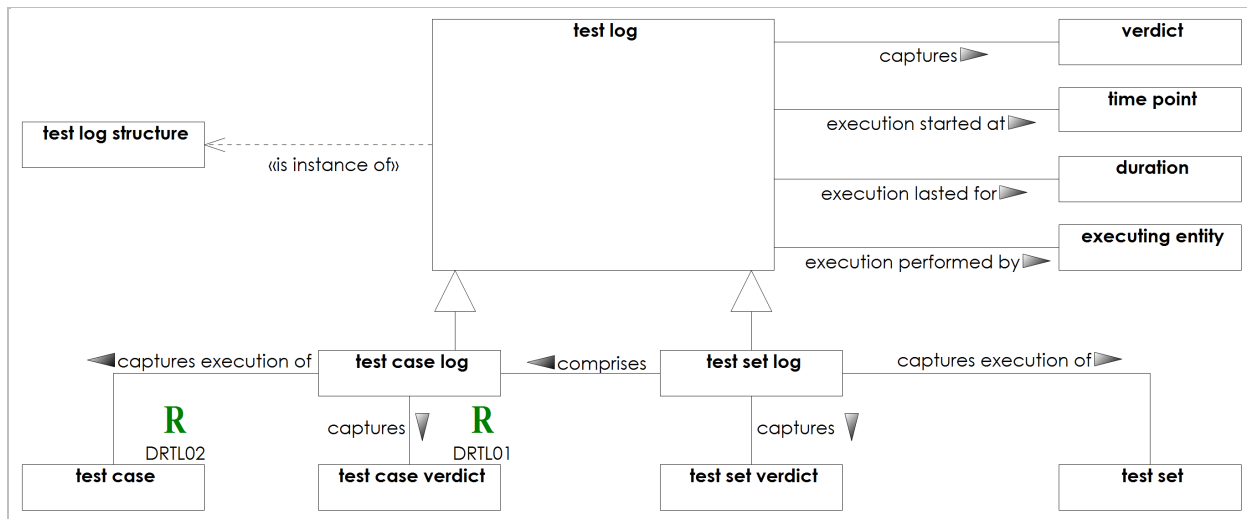 test log
verdict
captures
time point
execution started at
test log structure
«is instance of»
duration
execution lasted for
executing entity
execution performed by
captures execution of
test case log
comprises
test set log
captures execution of
R
DRTL02
captures
R
DRTL01
captures
test case
test case verdict
test set verdict
test set